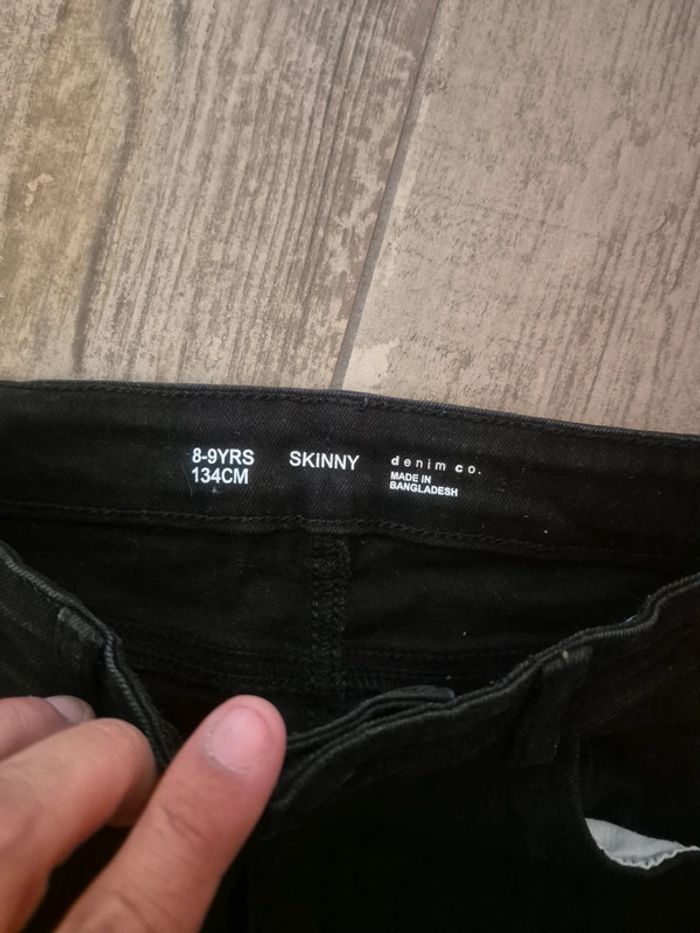 8-9YRS
134CM
SKINNY
denim co.
MADE IN
BANGLADESH